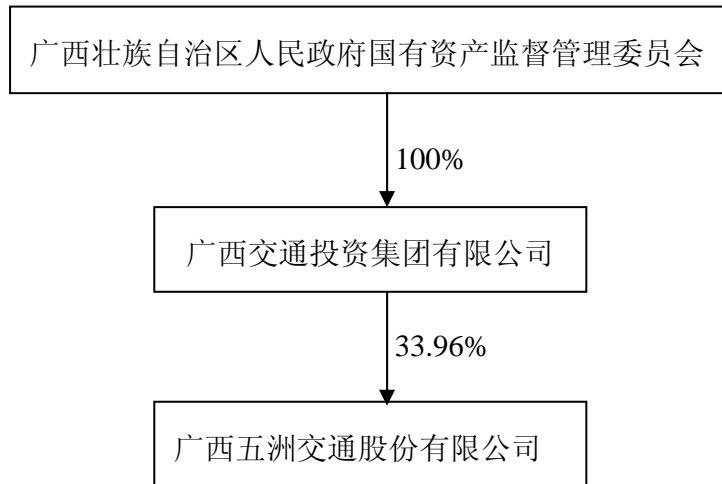 广西壮族自治区人民政府国有资产监督管理委员会
100%
广西交通投资集团有限公司
33.96%
广西五洲交通股份有限公司